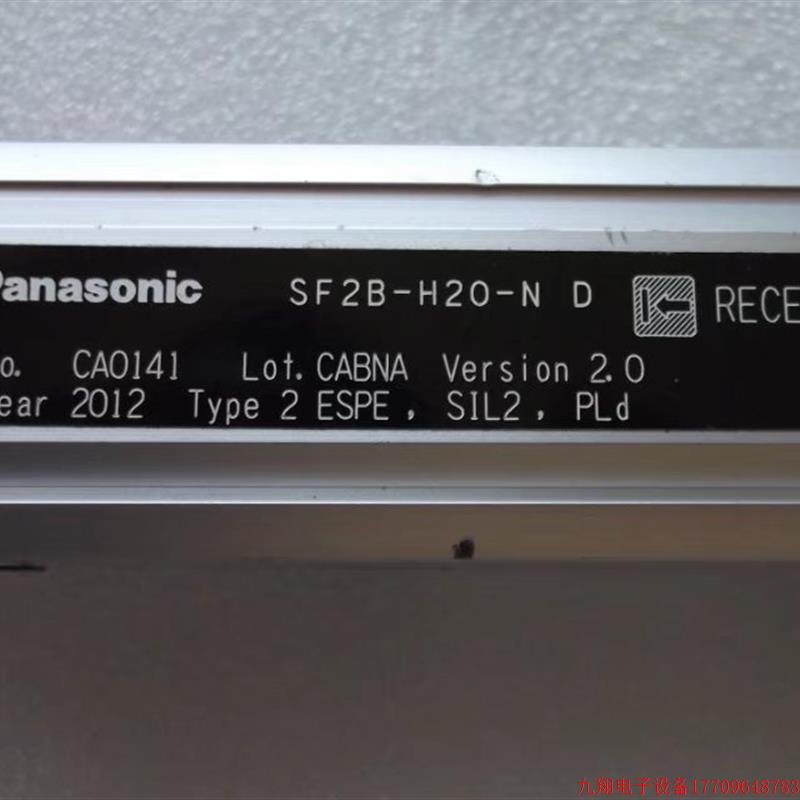 Panasonic SF2B-H20-N D RECE
o. CA0141 Lot. CABNA Version 2.0
ear 2012 Type 2 ESPE, SIL2, PLd
九翔电子设备17709648783